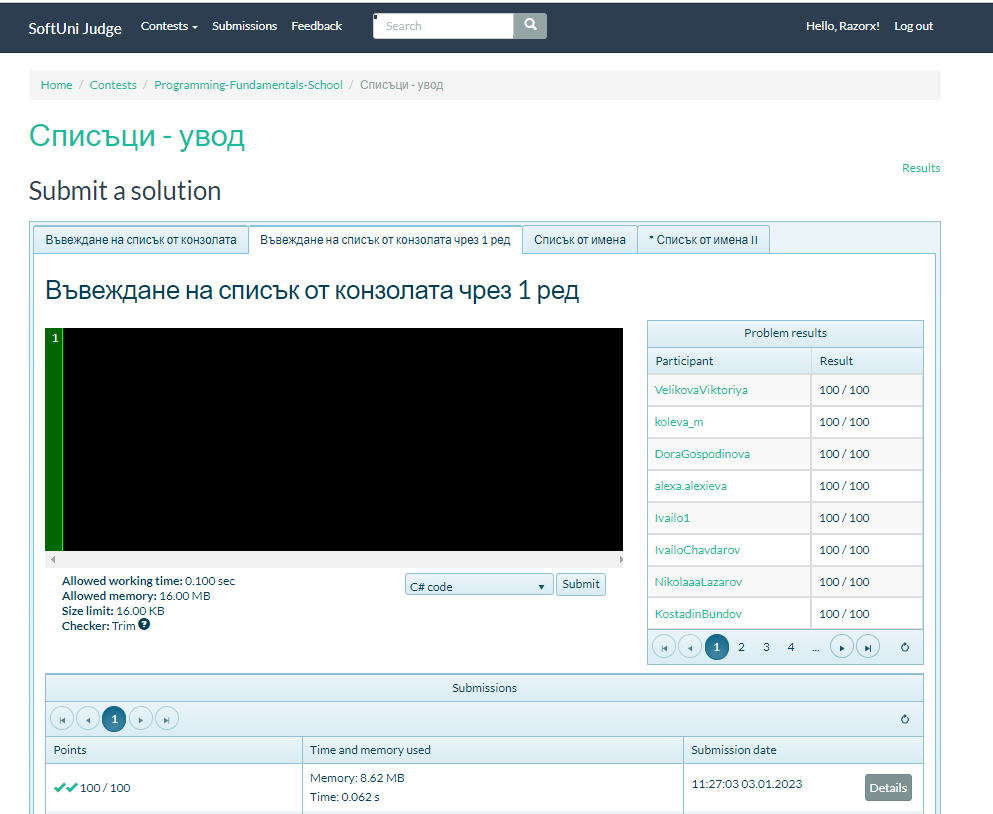 SoftUni Judge Contests Submissions Feedback Search Hello, Razorx! Log out
Home / Contests / Programming-Fundamentals-School / Списъци - увод
Списъци - увод
Results
Submit a solution
Въвеждане на списък от конзолата Въвеждане на списък от конзолата чрез 1 ред Списък от имена * Списък от имена II
Въвеждане на списък от конзолата чрез 1 ред
1
Allowed working time: 0.100 sec
Allowed memory: 16.00 MB
Size limit: 16.00 KB
Checker: Trim ?
C# code Submit
Problem results
Participant Result
VelikovaViktoriya 100 / 100
koleva_m 100 / 100
DoraGospodinova 100 / 100
alexa.alexieva 100 / 100
Ivailo1 100 / 100
IvailoChavdarov 100 / 100
NikolaaaLazarov 100 / 100
KostadinBundov 100 / 100
1 2 3 4 ...
Submissions
1
Points Time and memory used Submission date
100 / 100 Memory: 8.62 MB 11:27:03 03.01.2023 Details
Time: 0.062 s